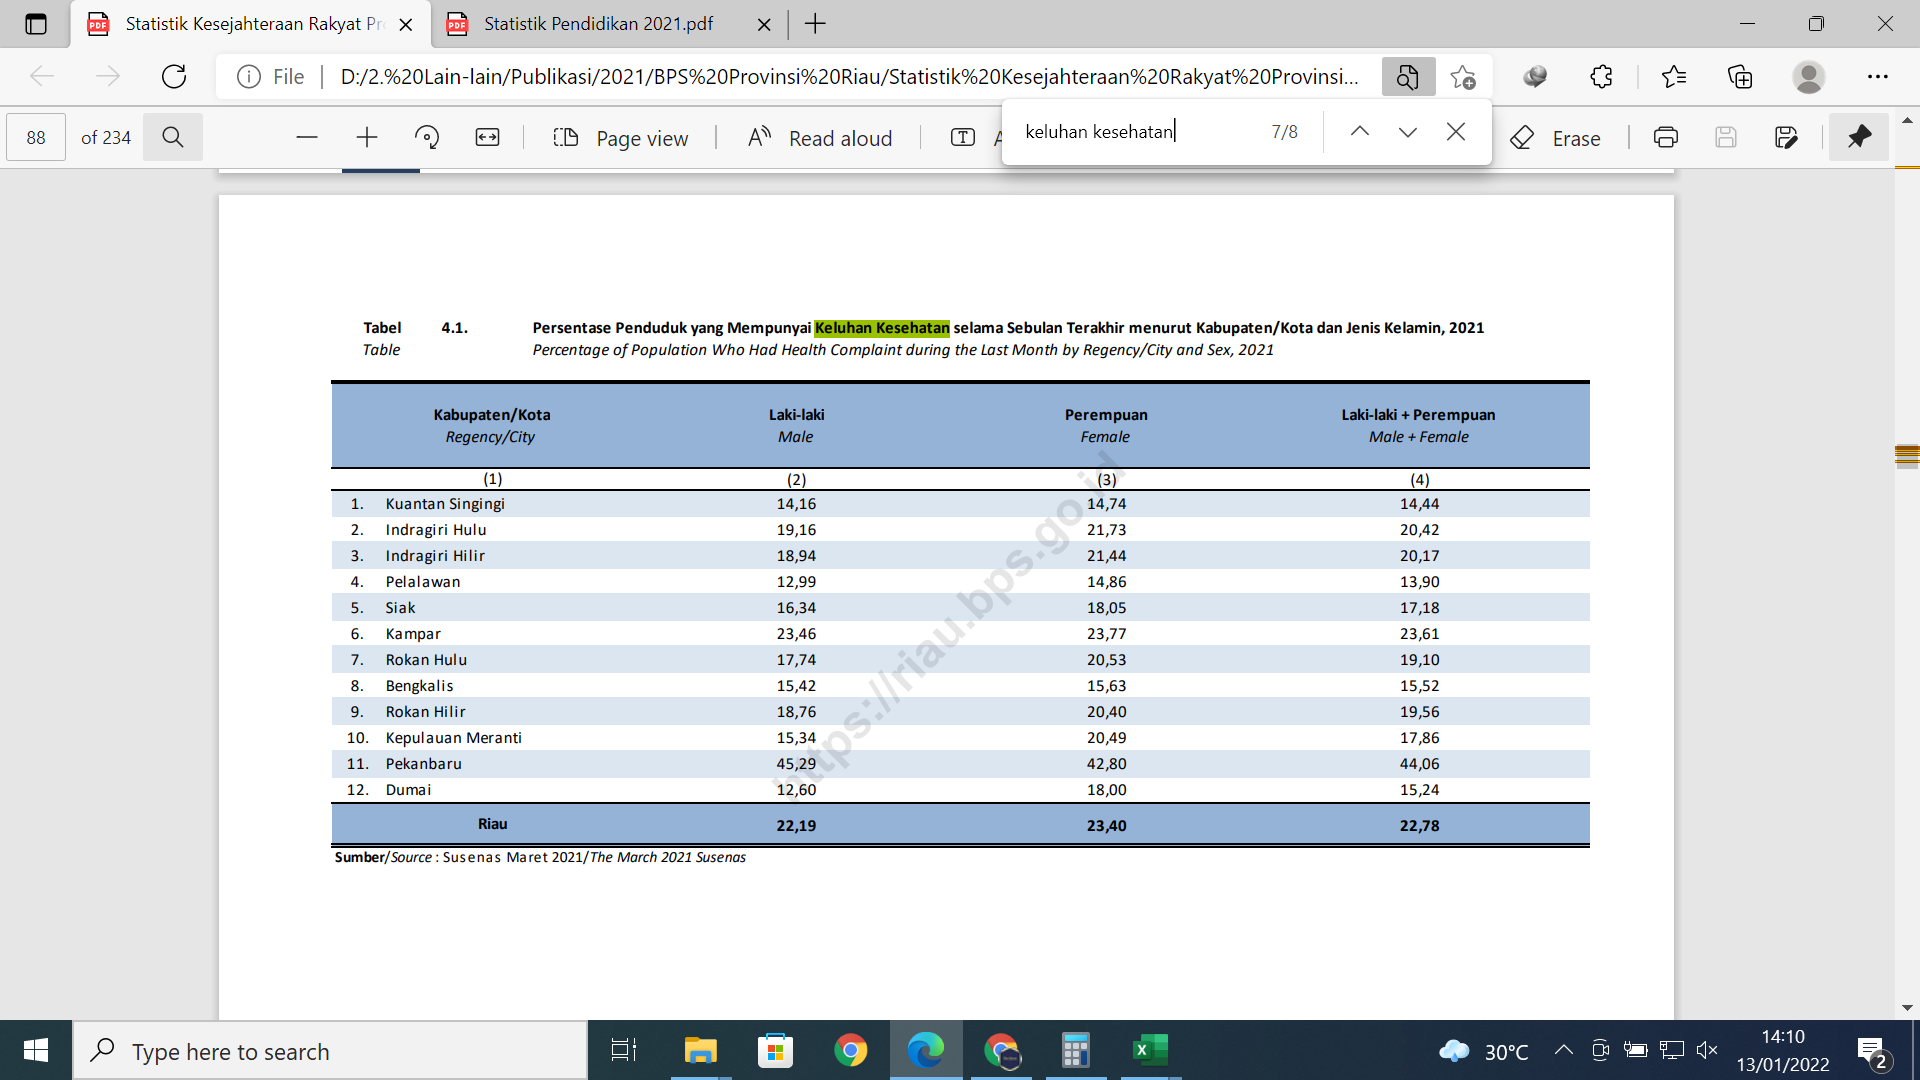 Statistik Kesejahteraan Rakyat Pr
Statistik Pendidikan 2021.pdf
File
D:/2.%20Lain-lain/Publikasi/2021/BPS%20Provinsi%20Riau/Statistik%20Kesejahteraan%20Rakyat%20Provinsi...
88 of 234
Page view
Read aloud
T
A
keluhan kesehatan 7/8
Erase
Tabel 4.1. Persentase Penduduk yang Mempunyai Keluhan Kesehatan selama Sebulan Terakhir menurut Kabupaten/Kota dan Jenis Kelamin, 2021
Table Percentage of Population Who Had Health Complaint during the Last Month by Regency/City and Sex, 2021
Kabupaten/Kota Laki-laki Perempuan Laki-laki + Perempuan
Regency/City Male Female Male + Female
(1) (2) (3) (4)
1. Kuantan Singingi 14,16 14,74 14,44
2. Indragiri Hulu 19,16 21,73 20,42
3. Indragiri Hilir 18,94 21,44 20,17
4. Pelalawan 12,99 14,86 13,90
5. Siak 16,34 18,05 17,18
6. Kampar 23,46 23,77 23,61
7. Rokan Hulu 17,74 20,53 19,10
8. Bengkalis 15,42 15,63 15,52
9. Rokan Hilir 18,76 20,40 19,56
10. Kepulauan Meranti 15,34 20,49 17,86
11. Pekanbaru 45,29 42,80 44,06
12. Dumai 12,60 18,00 15,24
Riau 22,19 23,40 22,78
Sumber/Source : Susenas Maret 2021/The March 2021 Susenas
https://riau.bps.go.id
Type here to search
30°C
14:10
13/01/2022
2